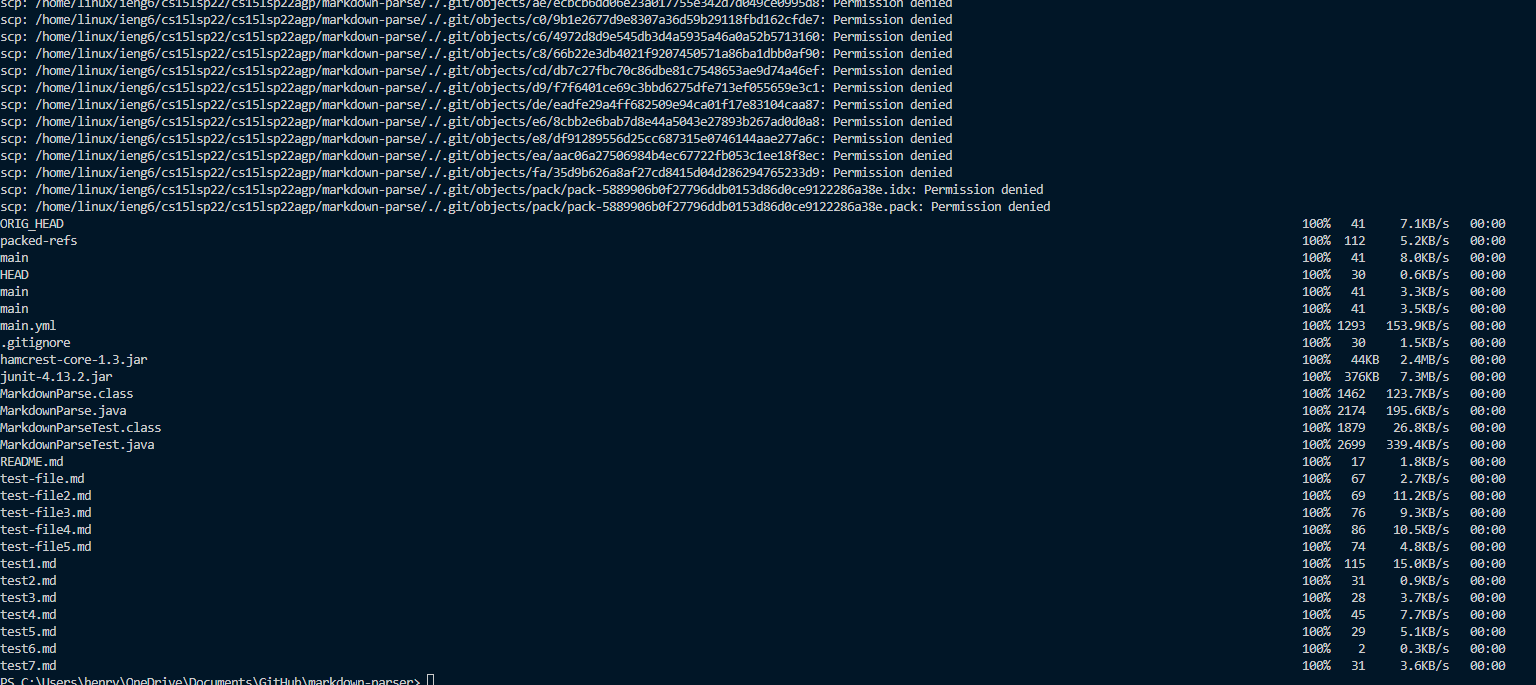 scp: /home/linux/ieng6/cs15lsp22/cs15lsp22agp/markdown-parse/./.git/objects/ae/ecbcb6dd06e23a017755e342d7d049ce0995d8: Permission denied
scp: /home/linux/ieng6/cs15lsp22/cs15lsp22agp/markdown-parse/./.git/objects/c0/9b1e2677d9e8307a36d59b29118fbd162cfde7: Permission denied
scp: /home/linux/ieng6/cs15lsp22/cs15lsp22agp/markdown-parse/./.git/objects/c6/4972d8d9e545db3d4a5935a46a0a52b5713160: Permission denied
scp: /home/linux/ieng6/cs15lsp22/cs15lsp22agp/markdown-parse/./.git/objects/c8/66b22e3db4021f9207450571a86ba1dbb0af90: Permission denied
scp: /home/linux/ieng6/cs15lsp22/cs15lsp22agp/markdown-parse/./.git/objects/cd/db7c27fbc70c86dbe81c7548653ae9d74a46ef: Permission denied
scp: /home/linux/ieng6/cs15lsp22/cs15lsp22agp/markdown-parse/./.git/objects/d9/f7f6401ce69c3bbd6275dfe713ef055659e3c1: Permission denied
scp: /home/linux/ieng6/cs15lsp22/cs15lsp22agp/markdown-parse/./.git/objects/de/eadfe29a4ff682509e94ca01f17e83104caa87: Permission denied
scp: /home/linux/ieng6/cs15lsp22/cs15lsp22agp/markdown-parse/./.git/objects/e6/8cbb2e6bab7d8e44a5043e27893b267ad0d0a8: Permission denied
scp: /home/linux/ieng6/cs15lsp22/cs15lsp22agp/markdown-parse/./.git/objects/e8/df91289556d25cc687315e0746144aae277a6c: Permission denied
scp: /home/linux/ieng6/cs15lsp22/cs15lsp22agp/markdown-parse/./.git/objects/ea/aac06a27506984b4ec67722fb053c1ee18f8ec: Permission denied
scp: /home/linux/ieng6/cs15lsp22/cs15lsp22agp/markdown-parse/./.git/objects/fa/35d9b626a8af27cd8415d04d286294765233d9: Permission denied
scp: /home/linux/ieng6/cs15lsp22/cs15lsp22agp/markdown-parse/./.git/objects/pack/pack-5889906b0f27796ddb0153d86d0ce9122286a38e.idx: Permission denied
scp: /home/linux/ieng6/cs15lsp22/cs15lsp22agp/markdown-parse/./.git/objects/pack/pack-5889906b0f27796ddb0153d86d0ce9122286a38e.pack: Permission denied
ORIG_HEAD 100% 41 7.1KB/s 00:00
packed-refs 100% 112 5.2KB/s 00:00
main 100% 41 8.0KB/s 00:00
HEAD 100% 30 0.6KB/s 00:00
main 100% 41 3.3KB/s 00:00
main 100% 41 3.5KB/s 00:00
main.yml 100% 1293 153.9KB/s 00:00
.gitignore 100% 30 1.5KB/s 00:00
hamcrest-core-1.3.jar 100% 44KB 2.4MB/s 00:00
junit-4.13.2.jar 100% 376KB 7.3MB/s 00:00
MarkdownParse.class 100% 1462 123.7KB/s 00:00
MarkdownParse.java 100% 2174 195.6KB/s 00:00
MarkdownParseTest.class 100% 1879 26.8KB/s 00:00
MarkdownParseTest.java 100% 2699 339.4KB/s 00:00
README.md 100% 17 1.8KB/s 00:00
test-file.md 100% 67 2.7KB/s 00:00
test-file2.md 100% 69 11.2KB/s 00:00
test-file3.md 100% 76 9.3KB/s 00:00
test-file4.md 100% 86 10.5KB/s 00:00
test-file5.md 100% 74 4.8KB/s 00:00
test1.md 100% 115 15.0KB/s 00:00
test2.md 100% 31 0.9KB/s 00:00
test3.md 100% 28 3.7KB/s 00:00
test4.md 100% 45 7.7KB/s 00:00
test5.md 100% 29 5.1KB/s 00:00
test6.md 100% 2 0.3KB/s 00:00
test7.md 100% 31 3.6KB/s 00:00
PS C:\Users\henry\OneDrive\Documents\GitHub\markdown-parser>